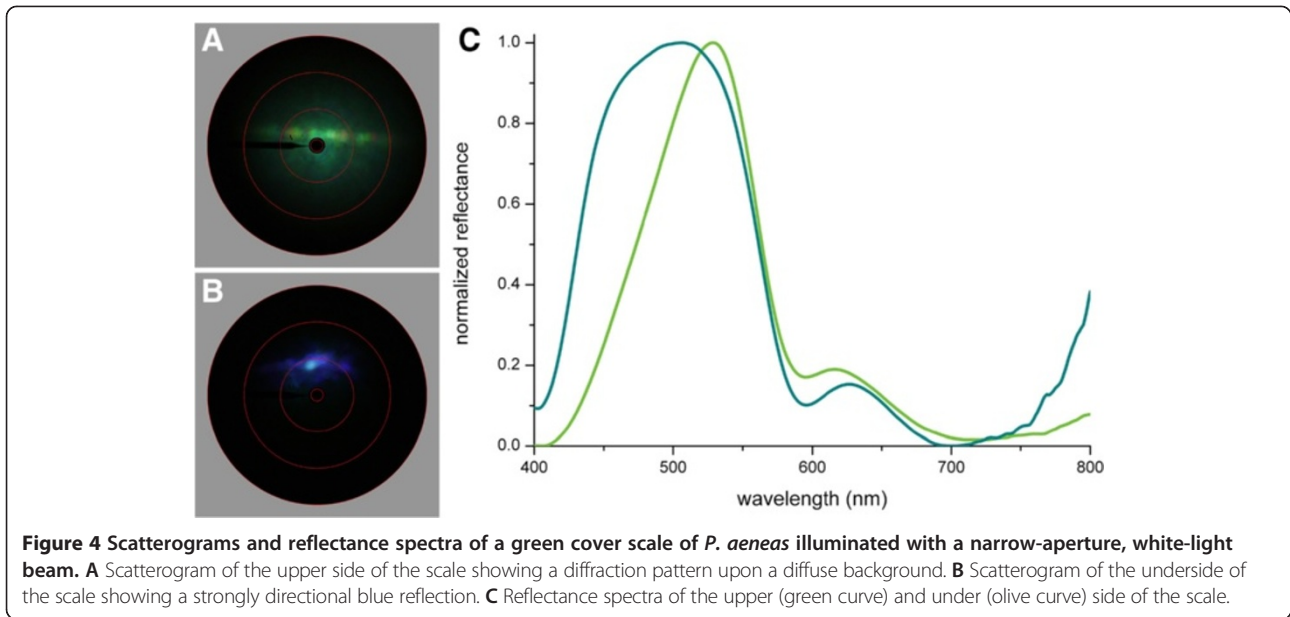 A
B
C
1.0
0.8
0.6
0.4
0.2
0.0
normalized reflectance
400
500
600
700
800
wavelength (nm)
Figure 4 Scatterograms and reflectance spectra of a green cover scale of P. aeneas illuminated with a narrow-aperture, white-light
beam. A Scatterogram of the upper side of the scale showing a diffraction pattern upon a diffuse background. B Scatterogram of the underside of
the scale showing a strongly directional blue reflection. C Reflectance spectra of the upper (green curve) and under (olive curve) side of the scale.